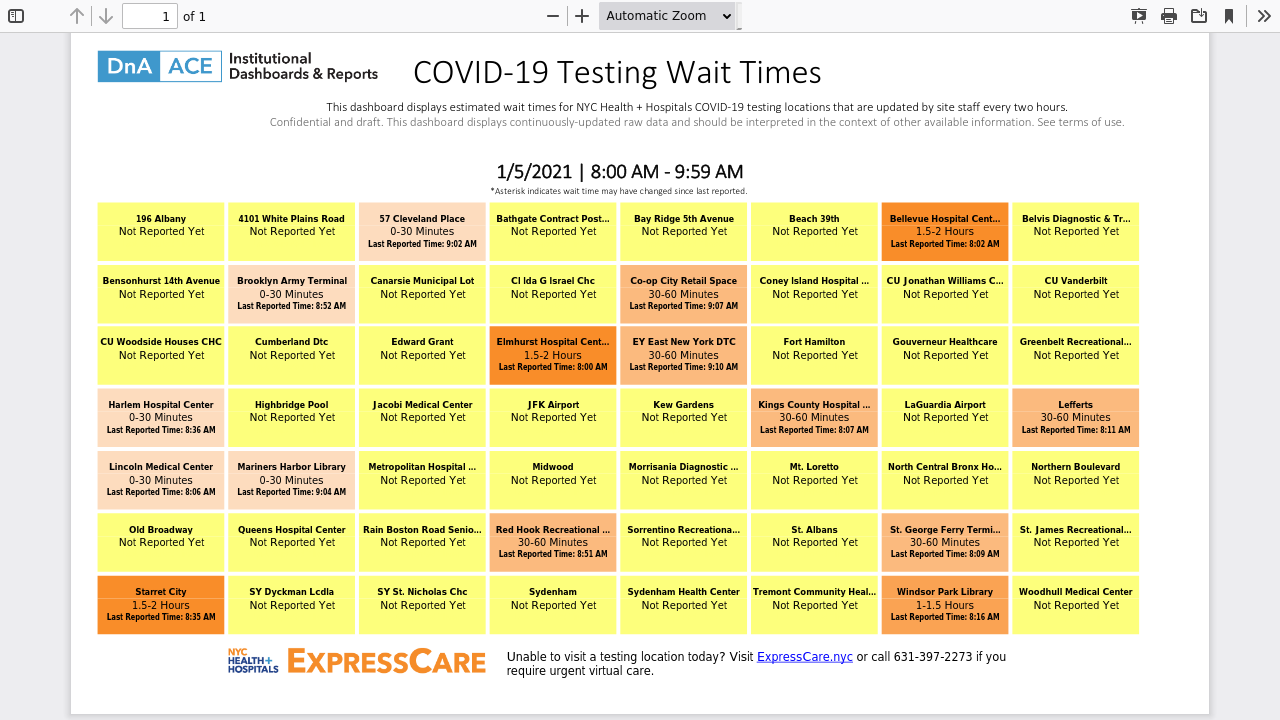 1 of 1
Automatic Zoom
DnA ACE Institutional Dashboards & Reports
COVID-19 Testing Wait Times
This dashboard displays estimated wait times for NYC Health + Hospitals COVID-19 testing locations that are updated by site staff every two hours.
Confidential and draft. This dashboard displays continuously-updated raw data and should be interpreted in the context of other available information. See terms of use.
1/5/2021 | 8:00 AM - 9:59 AM
*Asterisk indicates wait time may have changed since last reported.
196 Albany
Not Reported Yet
4101 White Plains Road
Not Reported Yet
57 Cleveland Place
0-30 Minutes
Last Reported Time: 9:02 AM
Bathgate Contract Post...
Not Reported Yet
Bay Ridge 5th Avenue
Not Reported Yet
Beach 39th
Not Reported Yet
Bellevue Hospital Cent...
1.5-2 Hours
Last Reported Time: 8:02 AM
Belvis Diagnostic & Tr...
Not Reported Yet
Bensonhurst 14th Avenue
Not Reported Yet
Brooklyn Army Terminal
0-30 Minutes
Last Reported Time: 8:52 AM
Canarsie Municipal Lot
Not Reported Yet
CI Ida G Israel Chc
Not Reported Yet
Co-op City Retail Space
30-60 Minutes
Last Reported Time: 9:07 AM
Coney Island Hospital ...
Not Reported Yet
CU Jonathan Williams C...
Not Reported Yet
CU Vanderbilt
Not Reported Yet
CU Woodside Houses CHC
Not Reported Yet
Cumberland Dtc
Not Reported Yet
Edward Grant
Not Reported Yet
Elmhurst Hospital Cent...
1.5-2 Hours
Last Reported Time: 8:00 AM
EY East New York DTC
30-60 Minutes
Last Reported Time: 9:10 AM
Fort Hamilton
Not Reported Yet
Gouverneur Healthcare
Not Reported Yet
Greenbelt Recreational...
Not Reported Yet
Harlem Hospital Center
0-30 Minutes
Last Reported Time: 8:36 AM
Highbridge Pool
Not Reported Yet
Jacobi Medical Center
Not Reported Yet
JFK Airport
Not Reported Yet
Kew Gardens
Not Reported Yet
Kings County Hospital ...
30-60 Minutes
Last Reported Time: 8:07 AM
LaGuardia Airport
Not Reported Yet
Lefferts
30-60 Minutes
Last Reported Time: 8:11 AM
Lincoln Medical Center
0-30 Minutes
Last Reported Time: 8:06 AM
Mariners Harbor Library
0-30 Minutes
Last Reported Time: 9:04 AM
Metropolitan Hospital ...
Not Reported Yet
Midwood
Not Reported Yet
Morrisania Diagnostic ...
Not Reported Yet
Mt. Loretto
Not Reported Yet
North Central Bronx Ho...
Not Reported Yet
Northern Boulevard
Not Reported Yet
Old Broadway
Not Reported Yet
Queens Hospital Center
Not Reported Yet
Rain Boston Road Senio...
Not Reported Yet
Red Hook Recreational ...
30-60 Minutes
Last Reported Time: 8:51 AM
Sorrentino Recreationa...
Not Reported Yet
St. Albans
Not Reported Yet
St. George Ferry Termi...
30-60 Minutes
Last Reported Time: 8:09 AM
St. James Recreational...
Not Reported Yet
Starret City
1.5-2 Hours
Last Reported Time: 8:35 AM
SY Dyckman Lcdla
Not Reported Yet
SY St. Nicholas Chc
Not Reported Yet
Sydenham
Not Reported Yet
Sydenham Health Center
Not Reported Yet
Tremont Community Heal...
Not Reported Yet
Windsor Park Library
1-1.5 Hours
Last Reported Time: 8:16 AM
Woodhull Medical Center
Not Reported Yet
NYC
HEALTH+
HOSPITALS
EXPRESSCARE
Unable to visit a testing location today? Visit ExpressCare.nyc or call 631-397-2273 if you
require urgent virtual care.